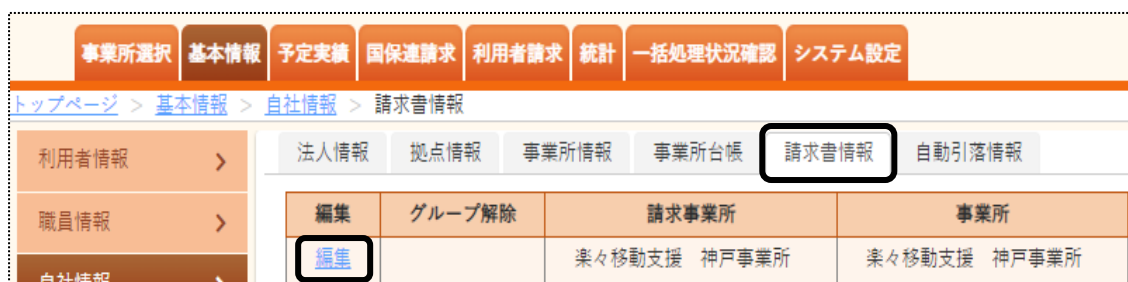 事業所選択 基本情報 予定実績 国保連請求 利用者請求 統計 一括処理状況確認 システム設定
トップページ > 基本情報 > 自社情報 > 請求書情報
利用者情報
法人情報 拠点情報 事業所情報 事業所台帳 請求書情報 自動引落情報
職員情報
編集 グループ解除 請求事業所 事業所
編集 楽々移動支援 神戸事業所 楽々移動支援 神戸事業所
自社情報